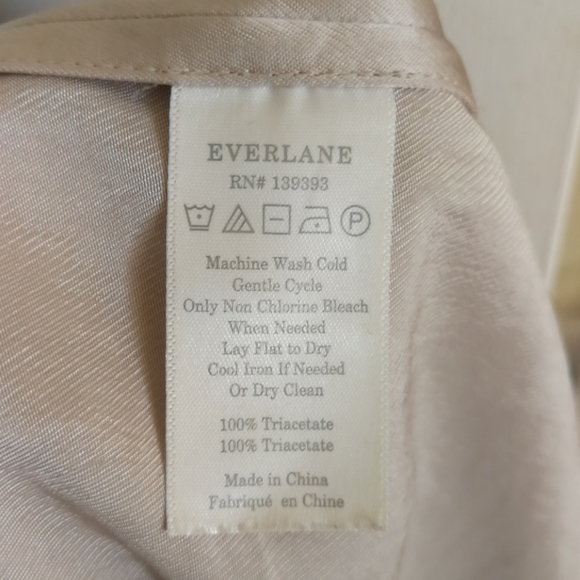 EVERLANE
RN# 139393
P
Machine Wash Cold
Gentle Cycle
Only Non Chlorine Bleach
When Needed
Lay Flat to Dry
Cool Iron If Needed
Or Dry Clean
100% Triacetate
100% Triacetate
Made in China
Fabriqué en Chine